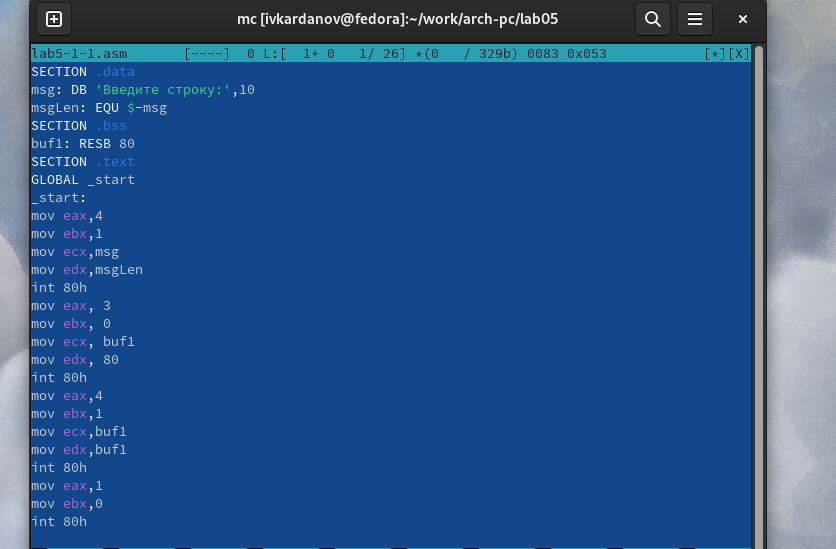 mc [ivkardanov@fedora]:~/work/arch-pc/lab05
lab5-1-1.asm [----] 0 L:[ 1+ 0 1/ 26] *(0 / 329b) 0083 0x053 [*][X]
SECTION .data
msg: DB 'Введите строку:',10
msgLen: EQU $-msg
SECTION .bss
buf1: RESB 80
SECTION .text
GLOBAL _start
_start:
mov eax,4
mov ebx,1
mov ecx,msg
mov edx,msgLen
int 80h
mov eax, 3
mov ebx, 0
mov ecx, buf1
mov edx, 80
int 80h
mov eax,4
mov ebx,1
mov ecx,buf1
mov edx,buf1
int 80h
mov eax,1
mov ebx,0
int 80h